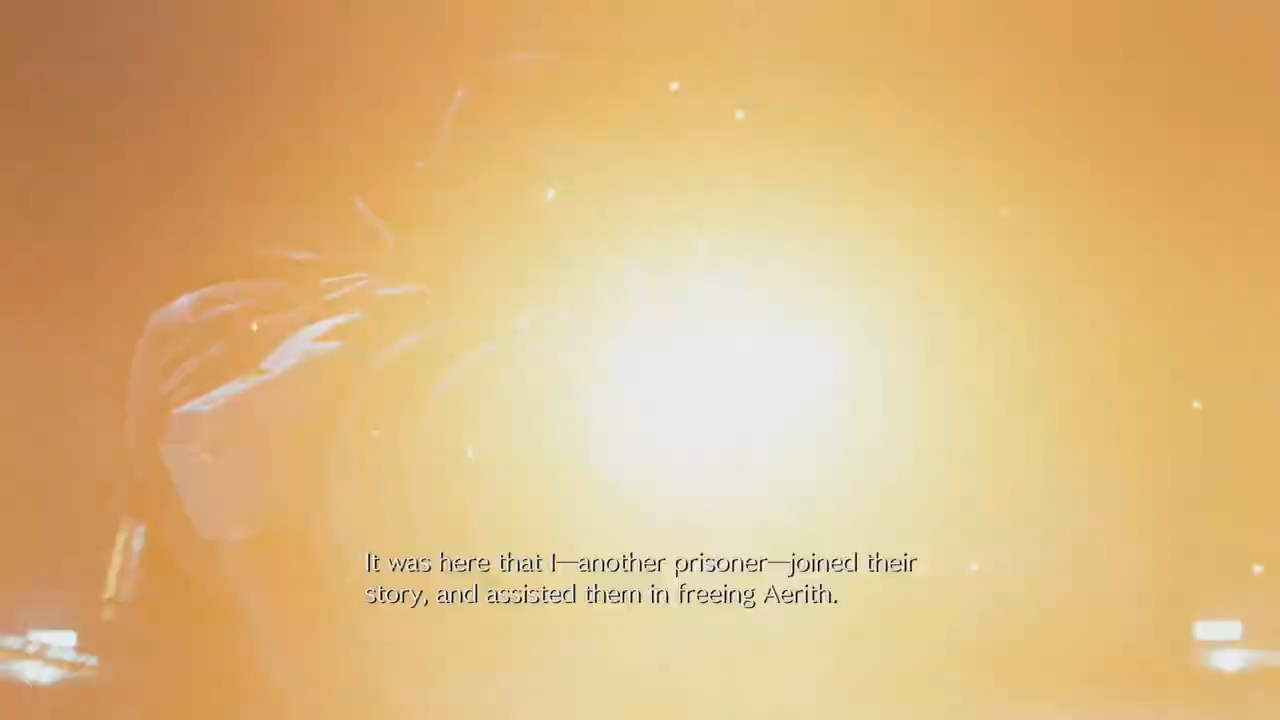 It was here that I—another prisoner—joined their
story, and assisted them in freeing Aerith.